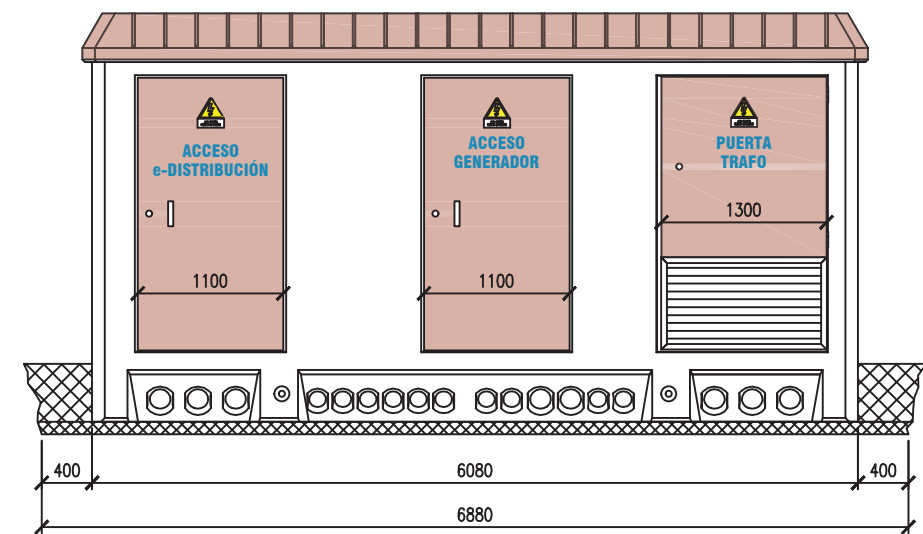 ACCESO
e-DISTRIBUCIÓN
ACCESO
GENERADOR
PUERTA
TRAFO
1300
1100
1100
400
6080
400
6880